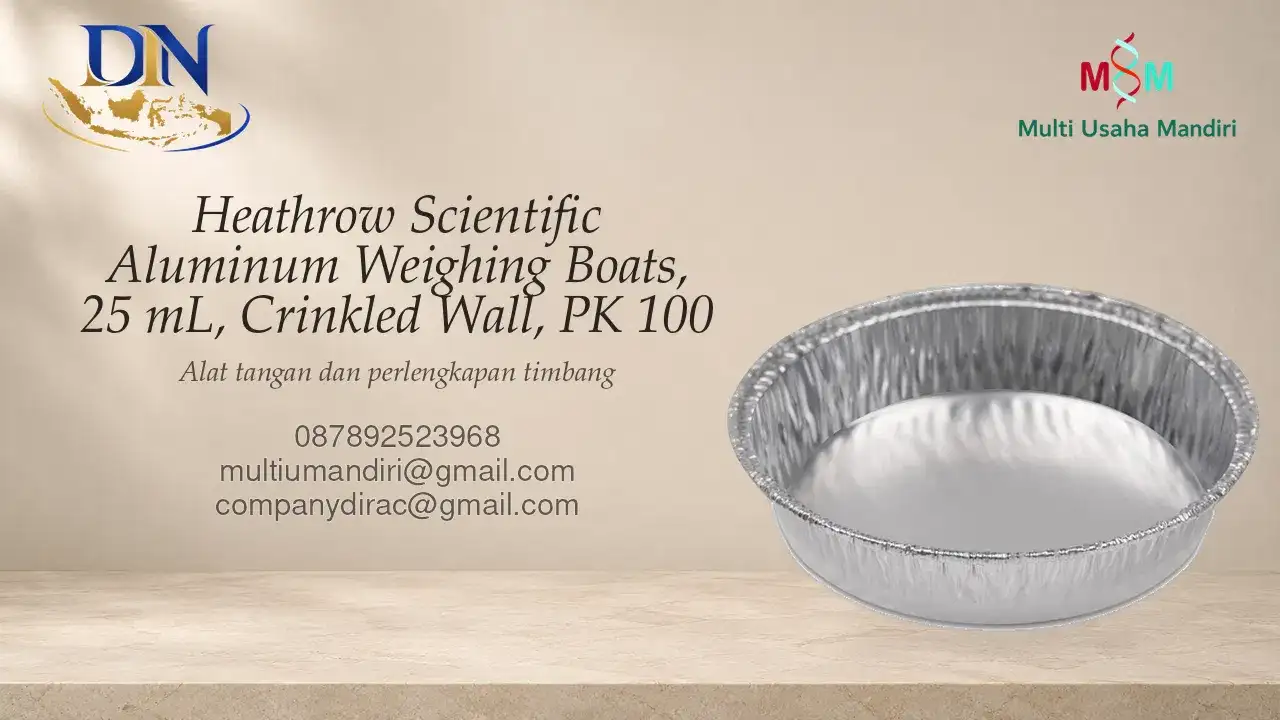 DN
M M
Multi Usaha Mandiri
Heathrow Scientific
Aluminum Weighing Boats,
25 mL, Crinkled Wall, PK 100
Alat tangan dan perlengkapan timbang
087892523968
multiumandiri@gmail.com
companydirac@gmail.com